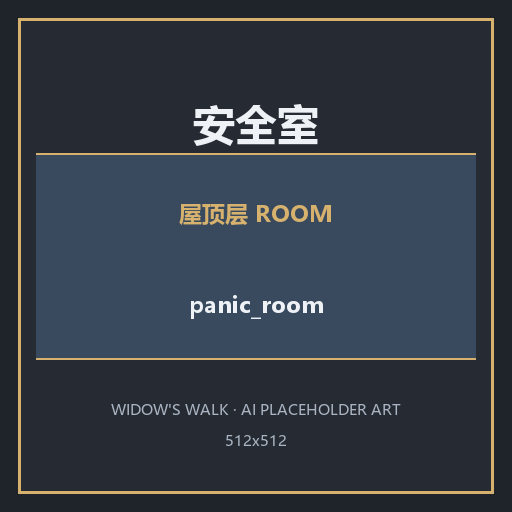 安全室
屋顶层 ROOM
panic_room
WIDOW'S WALK · AI PLACEHOLDER ART
512x512